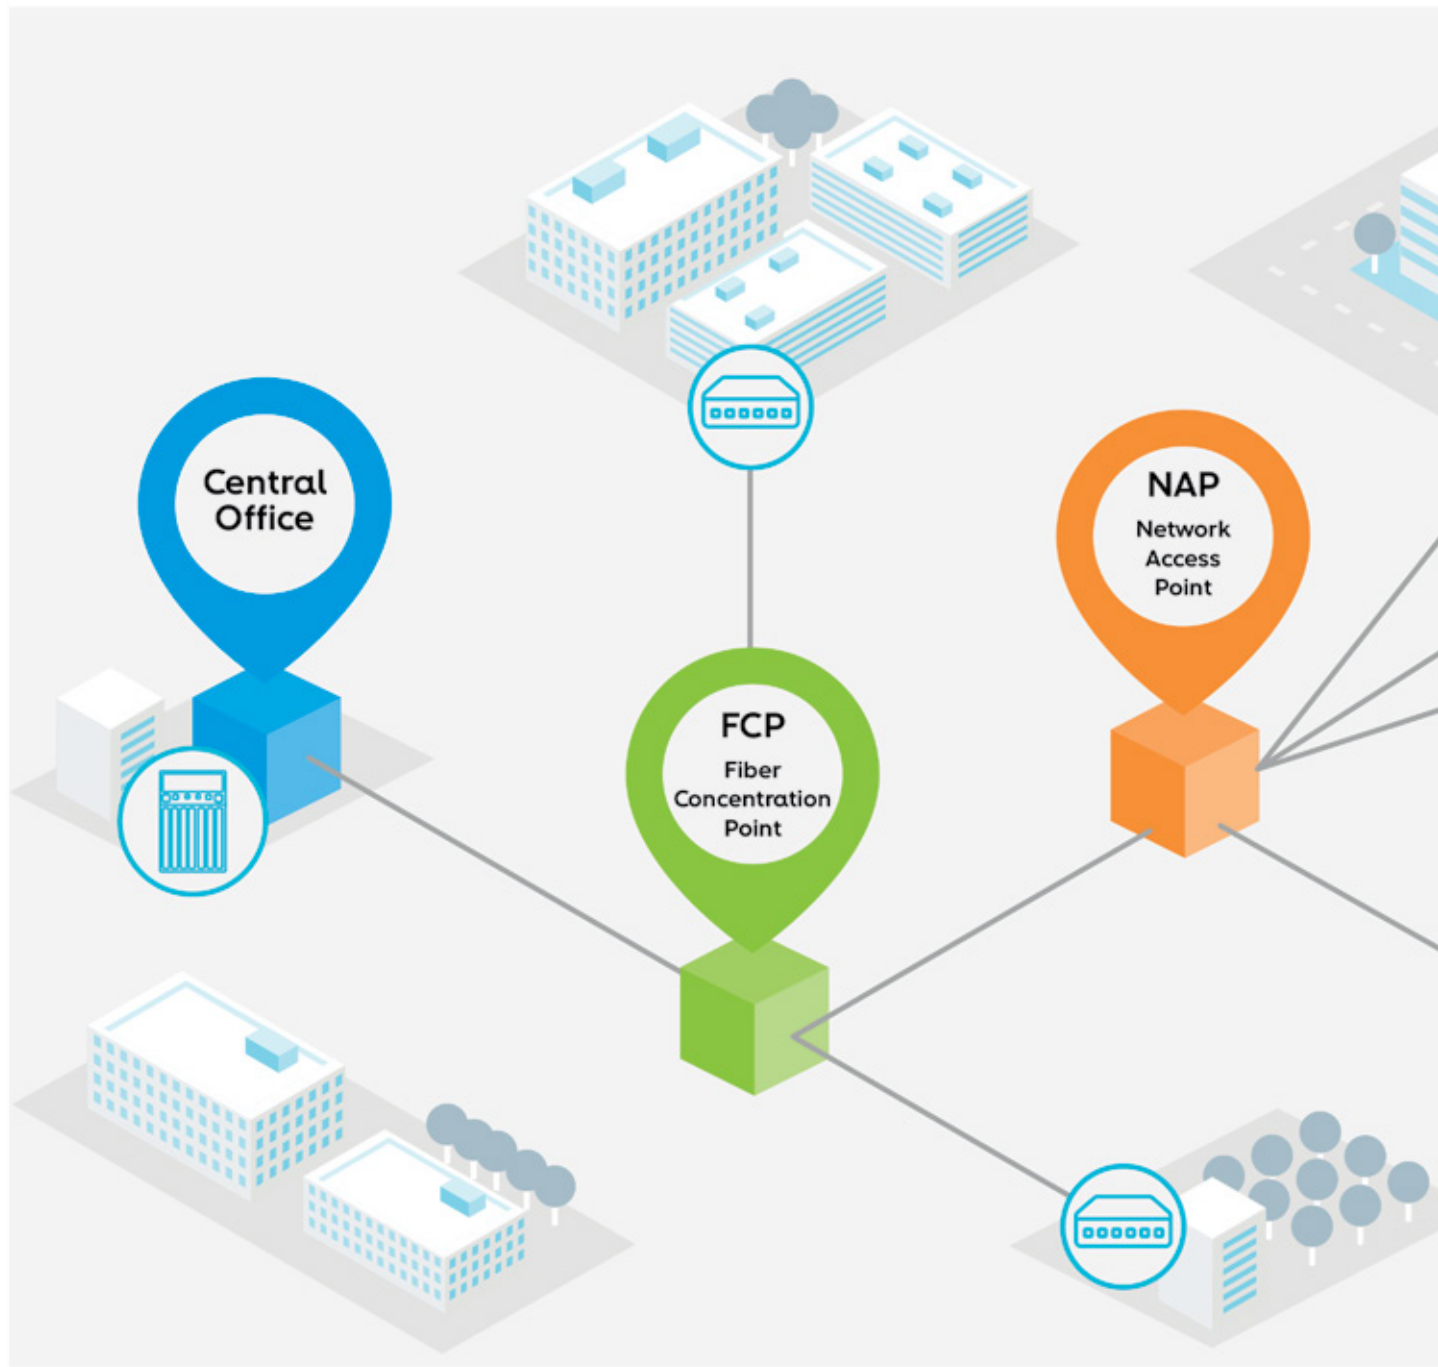 Central
Office
NAP
Network
Access
Point
FCP
Fiber
Concentration
Point